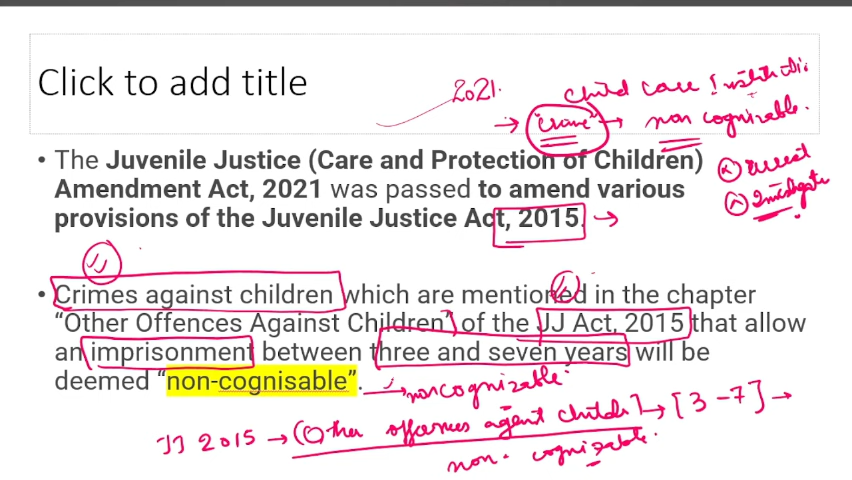 Click to add title
2021.
child care Insti
→ "crime" → non cognizable.
• The Juvenile Justice (Care and Protection of Children)
Amendment Act, 2021 was passed to amend various
provisions of the Juvenile Justice Act, 2015. →
arrest
Investigate
JJ
• Crimes against children which are mentioned in the chapter
"Other Offences Against Children" of the JJ Act, 2015 that allow
an imprisonment between three and seven years will be
deemed "non-cognisable".
→ non cognizable.
JJ 2015 → (Other offences agent childr] → [3-7] →
non. cognizable.